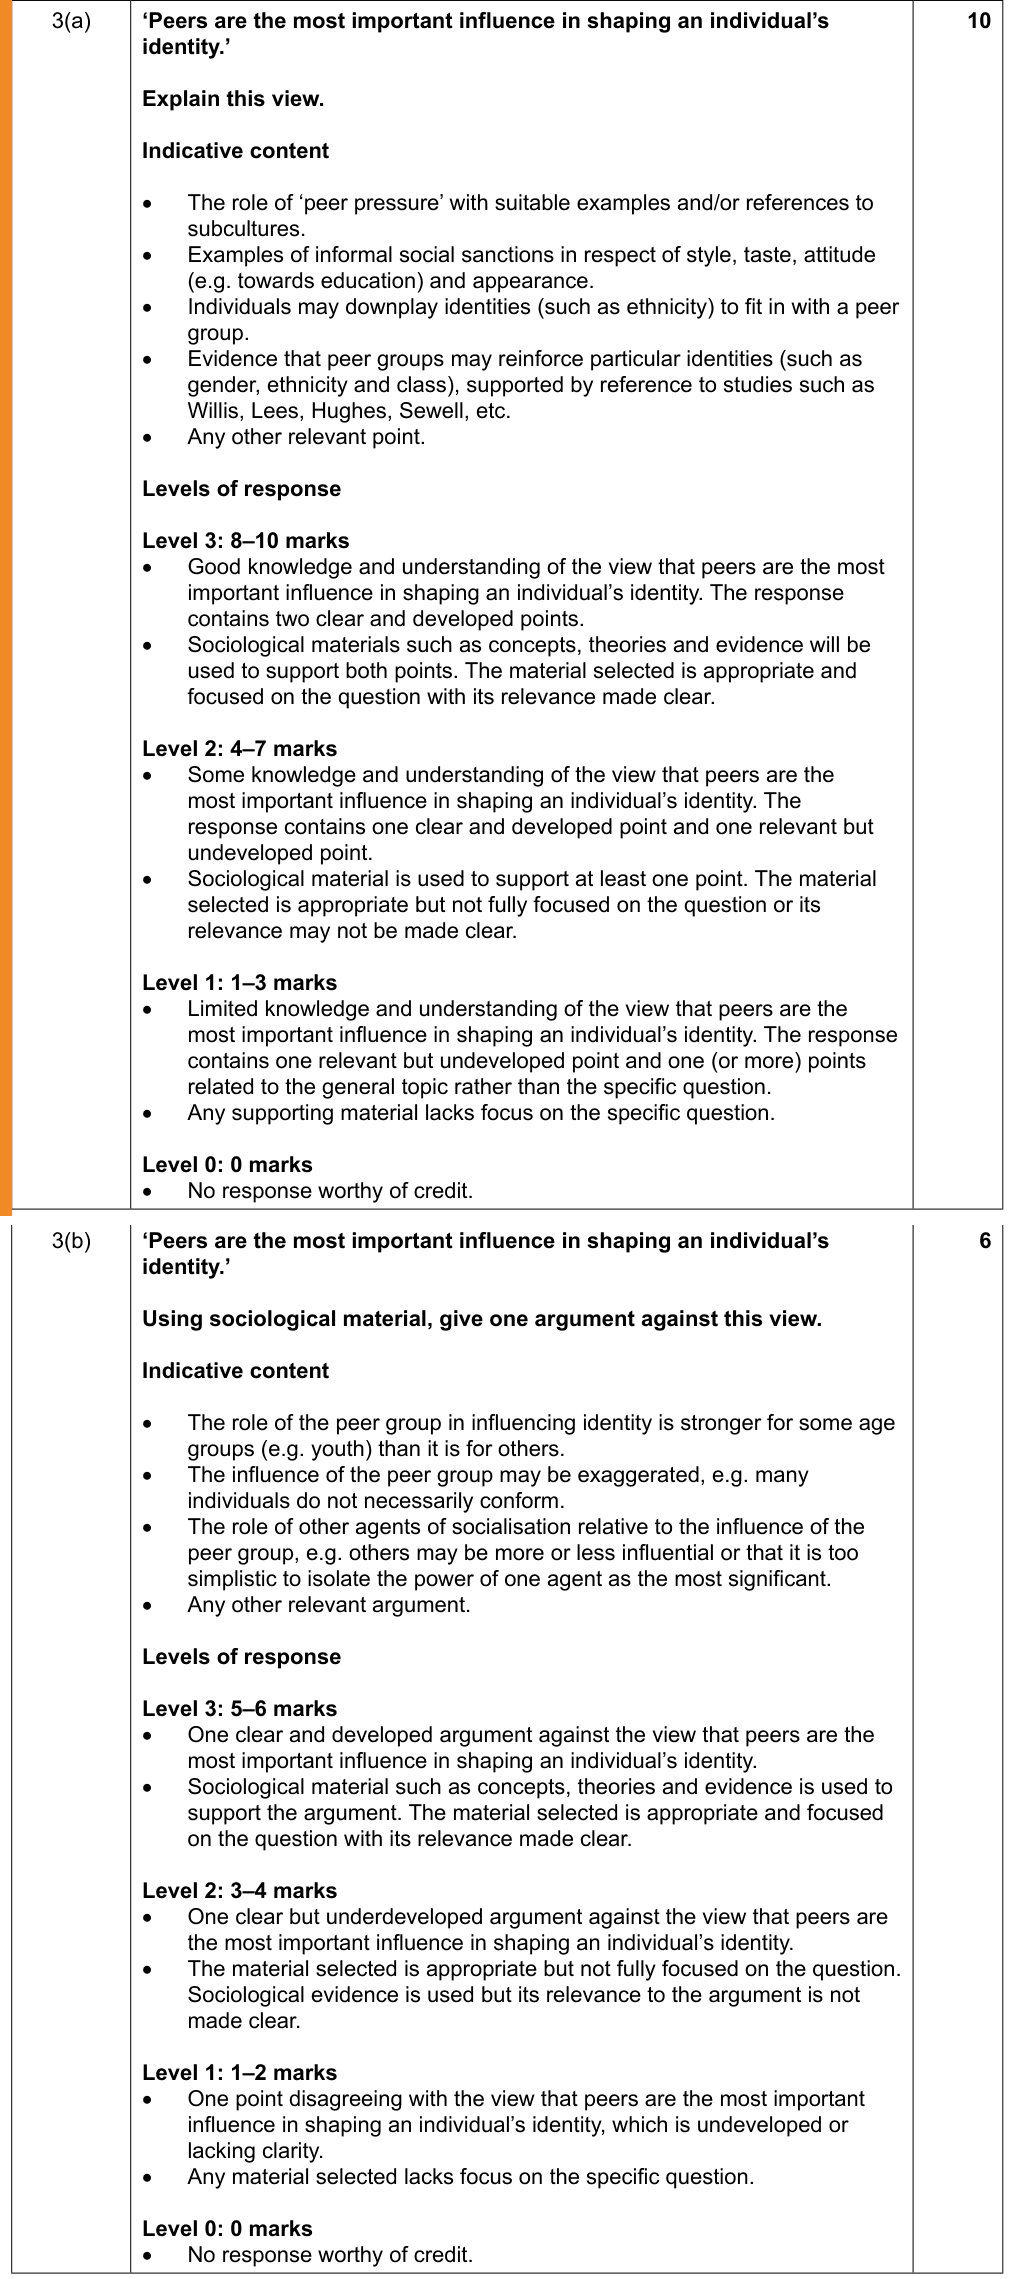 3(a)
‘Peers are the most important influence in shaping an individual’s
identity.’
10
Explain this view.
Indicative content
• The role of ‘peer pressure’ with suitable examples and/or references to
subcultures.
• Examples of informal social sanctions in respect of style, taste, attitude
(e.g. towards education) and appearance.
• Individuals may downplay identities (such as ethnicity) to fit in with a peer
group.
• Evidence that peer groups may reinforce particular identities (such as
gender, ethnicity and class), supported by reference to studies such as
Willis, Lees, Hughes, Sewell, etc.
• Any other relevant point.
Levels of response
Level 3: 8–10 marks
• Good knowledge and understanding of the view that peers are the most
important influence in shaping an individual’s identity. The response
contains two clear and developed points.
• Sociological materials such as concepts, theories and evidence will be
used to support both points. The material selected is appropriate and
focused on the question with its relevance made clear.
Level 2: 4–7 marks
• Some knowledge and understanding of the view that peers are the
most important influence in shaping an individual’s identity. The
response contains one clear and developed point and one relevant but
undeveloped point.
• Sociological material is used to support at least one point. The material
selected is appropriate but not fully focused on the question or its
relevance may not be made clear.
Level 1: 1–3 marks
• Limited knowledge and understanding of the view that peers are the
most important influence in shaping an individual’s identity. The response
contains one relevant but undeveloped point and one (or more) points
related to the general topic rather than the specific question.
• Any supporting material lacks focus on the specific question.
Level 0: 0 marks
• No response worthy of credit.
3(b)
‘Peers are the most important influence in shaping an individual’s
identity.’
6
Using sociological material, give one argument against this view.
Indicative content
• The role of the peer group in influencing identity is stronger for some age
groups (e.g. youth) than it is for others.
• The influence of the peer group may be exaggerated, e.g. many
individuals do not necessarily conform.
• The role of other agents of socialisation relative to the influence of the
peer group, e.g. others may be more or less influential or that it is too
simplistic to isolate the power of one agent as the most significant.
• Any other relevant argument.
Levels of response
Level 3: 5–6 marks
• One clear and developed argument against the view that peers are the
most important influence in shaping an individual’s identity.
• Sociological material such as concepts, theories and evidence is used to
support the argument. The material selected is appropriate and focused
on the question with its relevance made clear.
Level 2: 3–4 marks
• One clear but underdeveloped argument against the view that peers are
the most important influence in shaping an individual’s identity.
• The material selected is appropriate but not fully focused on the question.
Sociological evidence is used but its relevance to the argument is not
made clear.
Level 1: 1–2 marks
• One point disagreeing with the view that peers are the most important
influence in shaping an individual’s identity, which is undeveloped or
lacking clarity.
• Any material selected lacks focus on the specific question.
Level 0: 0 marks
• No response worthy of credit.